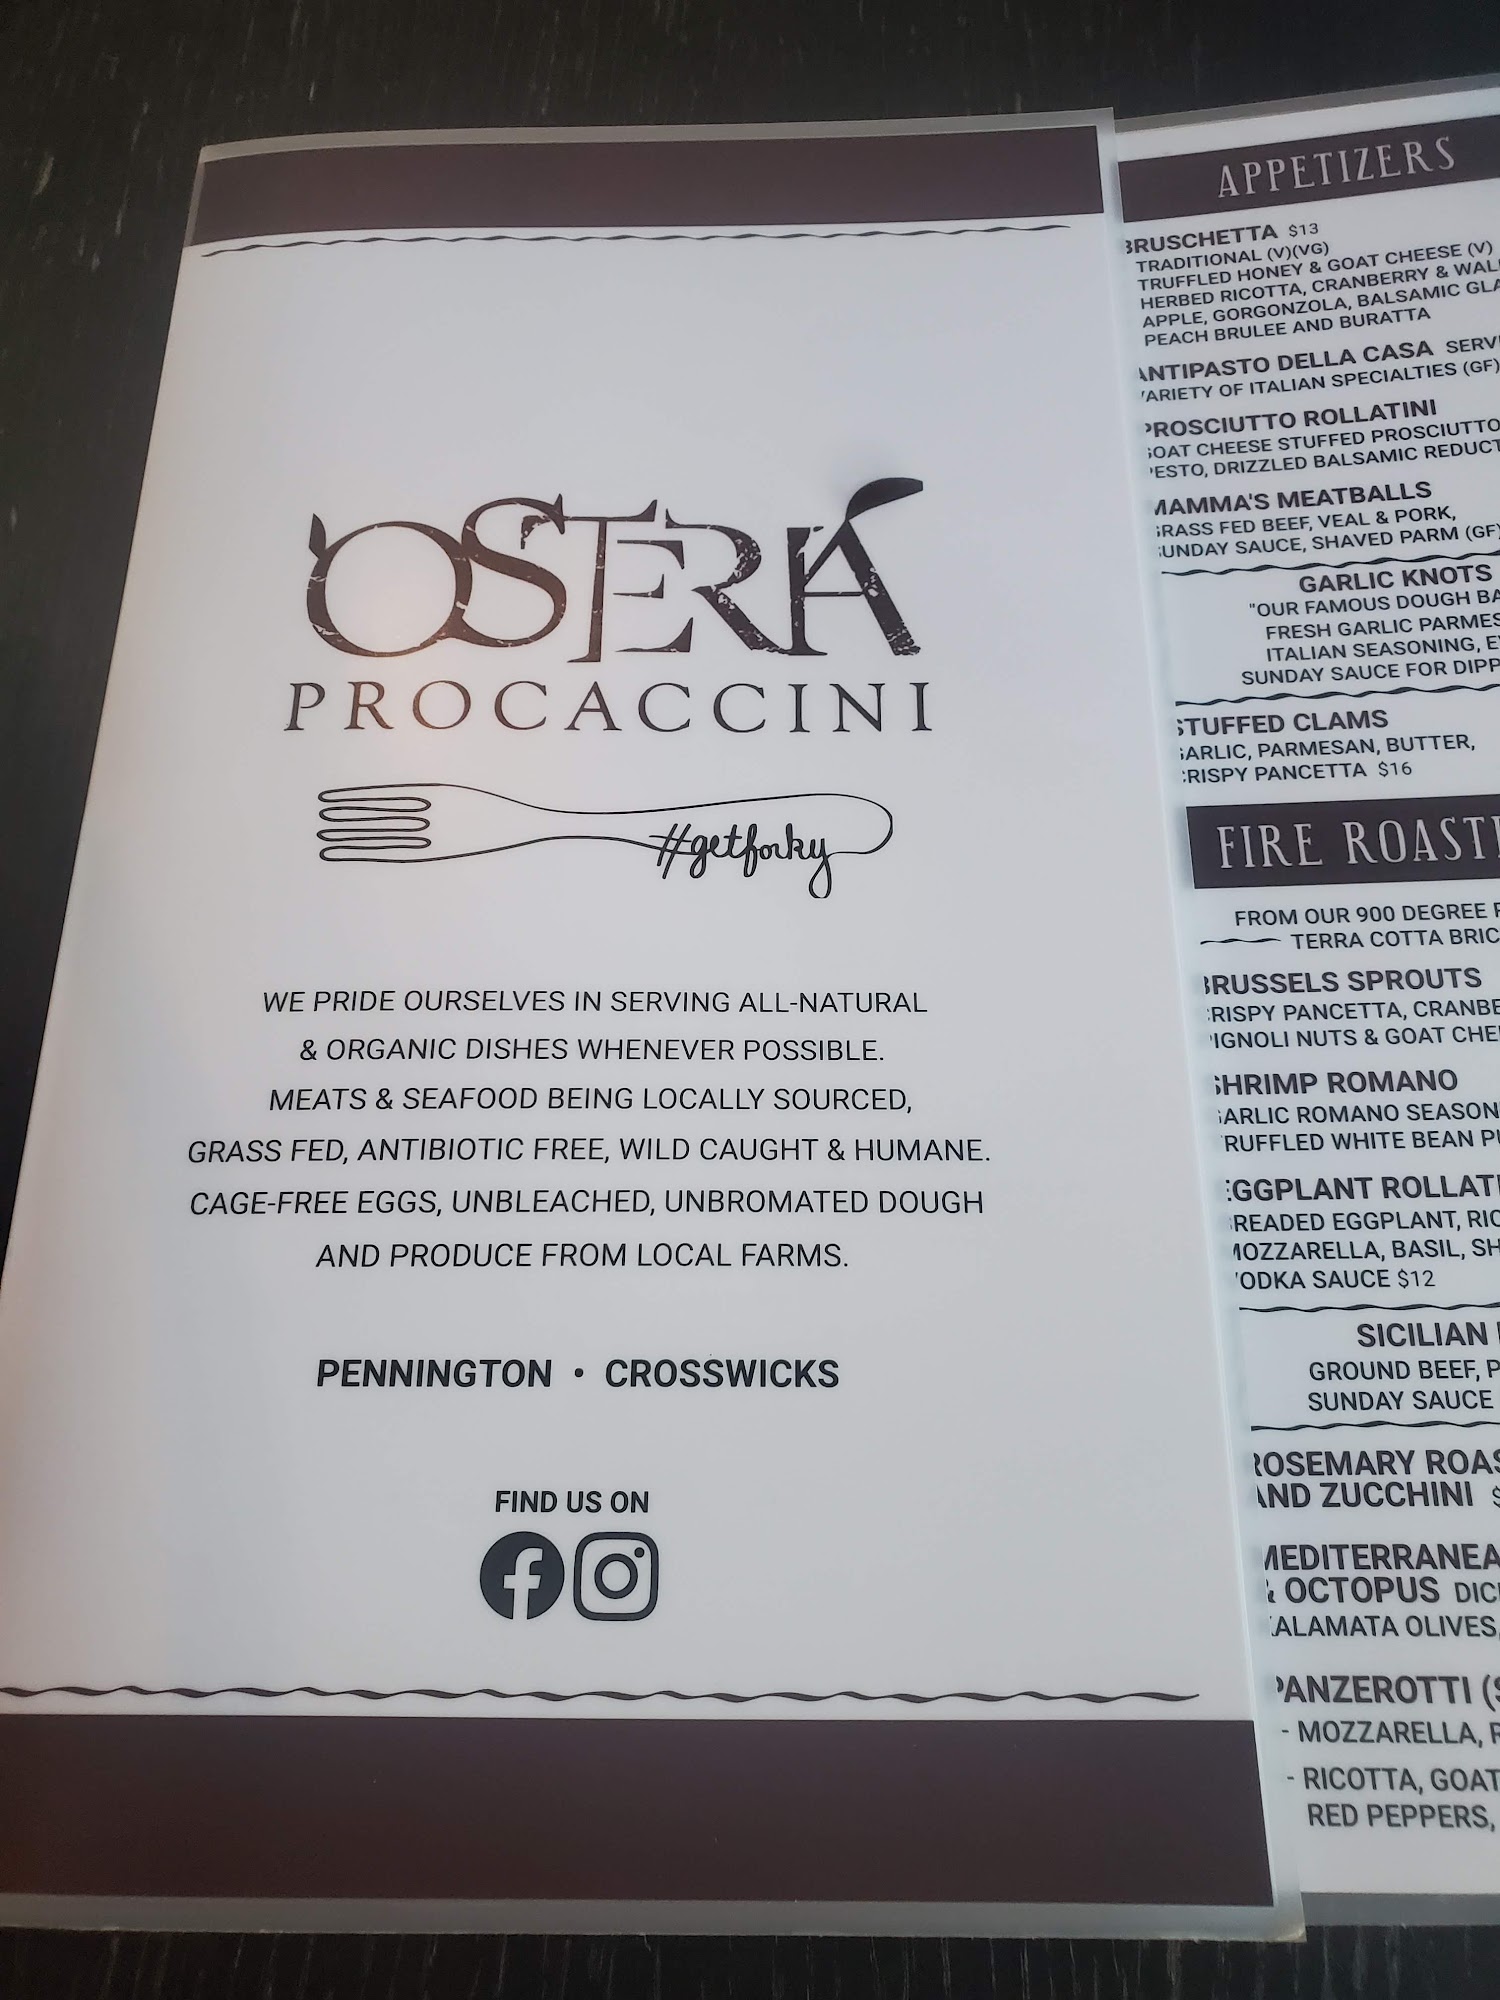 OSTERIA
PROCACCINI
#getforky
WE PRIDE OURSELVES IN SERVING ALL-NATURAL
& ORGANIC DISHES WHENEVER POSSIBLE.
MEATS & SEAFOOD BEING LOCALLY SOURCED,
GRASS FED, ANTIBIOTIC FREE, WILD CAUGHT & HUMANE.
CAGE-FREE EGGS, UNBLEACHED, UNBROMATED DOUGH
AND PRODUCE FROM LOCAL FARMS.
PENNINGTON • CROSSWICKS
FIND US ON
APPETIZERS
BRUSCHETTA $13
TRADITIONAL (V)(VG)
TRUFFLED HONEY & GOAT CHEESE (V)
HERBED RICOTTA, CRANBERRY &
APPLE, GORGONZOLA, BALSAMIC
PEACH BRULEE AND BURATTA
ANTIPASTO DELLA CASA
VARIETY OF ITALIAN SPECIALTIES (GF)
PROSCIUTTO ROLLATINI
GOAT CHEESE STUFFED PROSCIUTTO
PESTO, DRIZZLED BALSAMIC
MAMMA'S MEATBALLS
GRASS FED BEEF, VEAL & PORK,
SUNDAY SAUCE, SHAVED PARM (GF)
GARLIC KNOTS
"OUR FAMOUS DOUGH
FRESH GARLIC
ITALIAN SEASONING,
SUNDAY SAUCE FOR
STUFFED CLAMS
GARLIC, PARMESAN, BUTTER,
CRISPY PANCETTA $16
FIRE
FROM OUR 900 DEGREE
TERRA COTTA
BRUSSELS SPROUTS
CRISPY PANCETTA,
PIGNOLI NUTS & GOAT
SHRIMP ROMANO
GARLIC ROMANO
TRUFFLED WHITE BEAN
EGGPLANT
BREADED EGGPLANT,
MOZZARELLA, BASIL,
VODKA SAUCE $12
SICILIAN
GROUND BEEF,
SUNDAY SAUCE
ROSEMARY
AND ZUCCHINI
& OCTOPUS
KALAMATA OLIVES,
PANZEROTTI
- MOZZARELLA,
- RICOTTA, GOAT
RED PEPPERS,